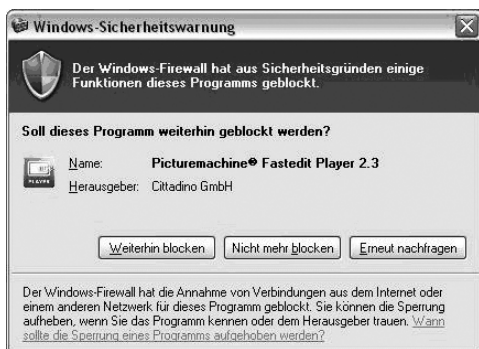 Windows-Sicherheitswarnung
Der Windows-Firewall hat aus Sicherheitsgründen einige
Funktionen dieses Programms geblockt.
Soll dieses Programm weiterhin geblockt werden?
Name: Picturemachine® Fastedit Player 2.3
PLAYER
Herausgeber: Cittadino GmbH
Weiterhin blocken Nicht mehr blocken Erneut nachfragen
Der Windows-Firewall hat die Annahme von Verbindungen aus dem Internet oder
einem anderen Netzwerk für dieses Programm geblockt. Sie können die Sperrung
aufheben, wenn Sie das Programm kennen oder dem Herausgeber trauen. Wann
sollte die Sperrung eines Programms aufgehoben werden?